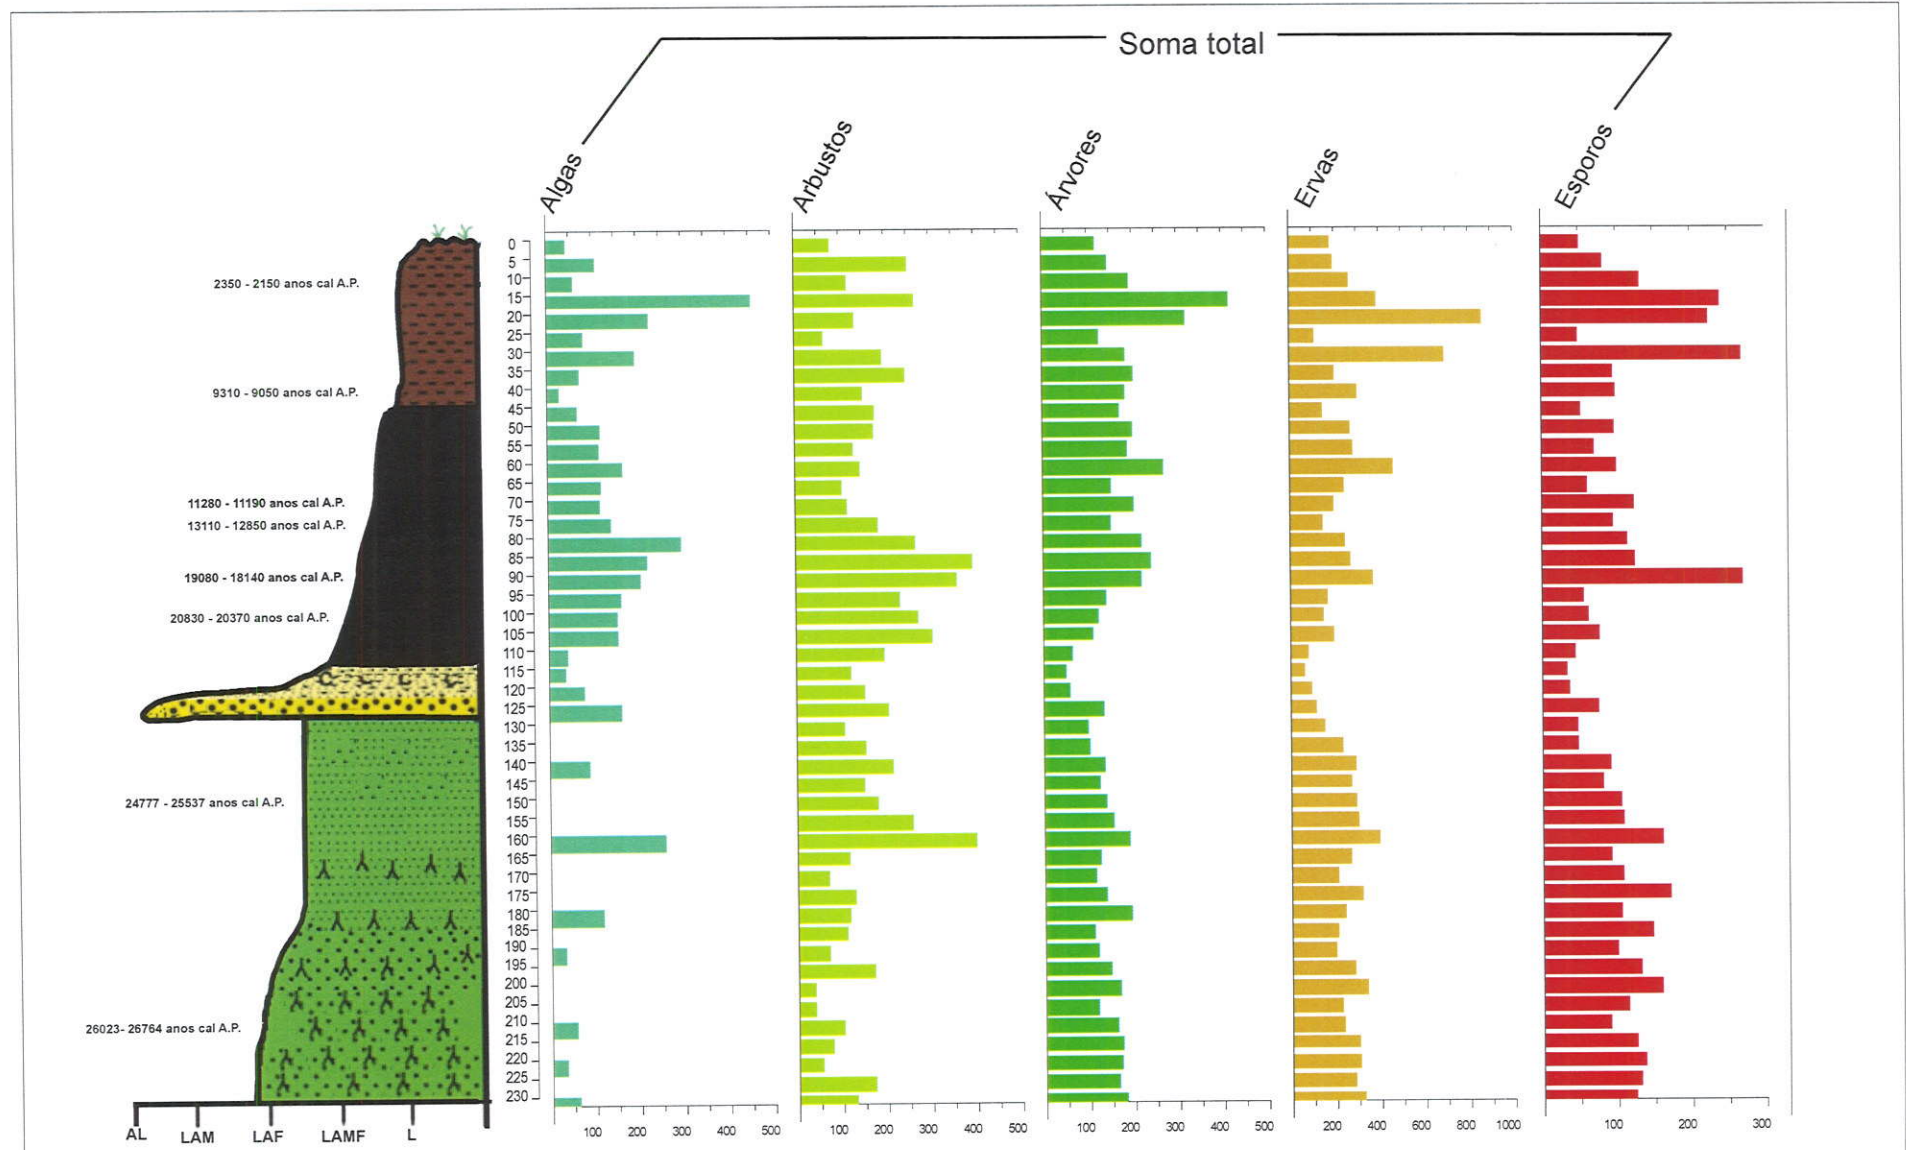 Soma total
Algas
Arbustos
Árvores
Ervas
Esporos
2350 - 2150 anos cal A.P.
9310 - 9050 anos cal A.P.
11280 - 11190 anos cal A.P.
13110 - 12850 anos cal A.P.
19080 - 18140 anos cal A.P.
20830 - 20370 anos cal A.P.
24777 - 25537 anos cal A.P.
26023- 26764 anos cal A.P.
0
5
10
15
20
25
30
35
40
45
50
55
60
65
70
75
80
85
90
95
100
105
110
115
120
125
130
135
140
145
150
155
160
165
170
175
180
185
190
195
200
205
210
215
220
225
230
AL LAM LAF LAMF L
100 200 300 400 500
100 200 300 400 500
100 200 300 400 500
200 400 600 800 1000
100 200 300